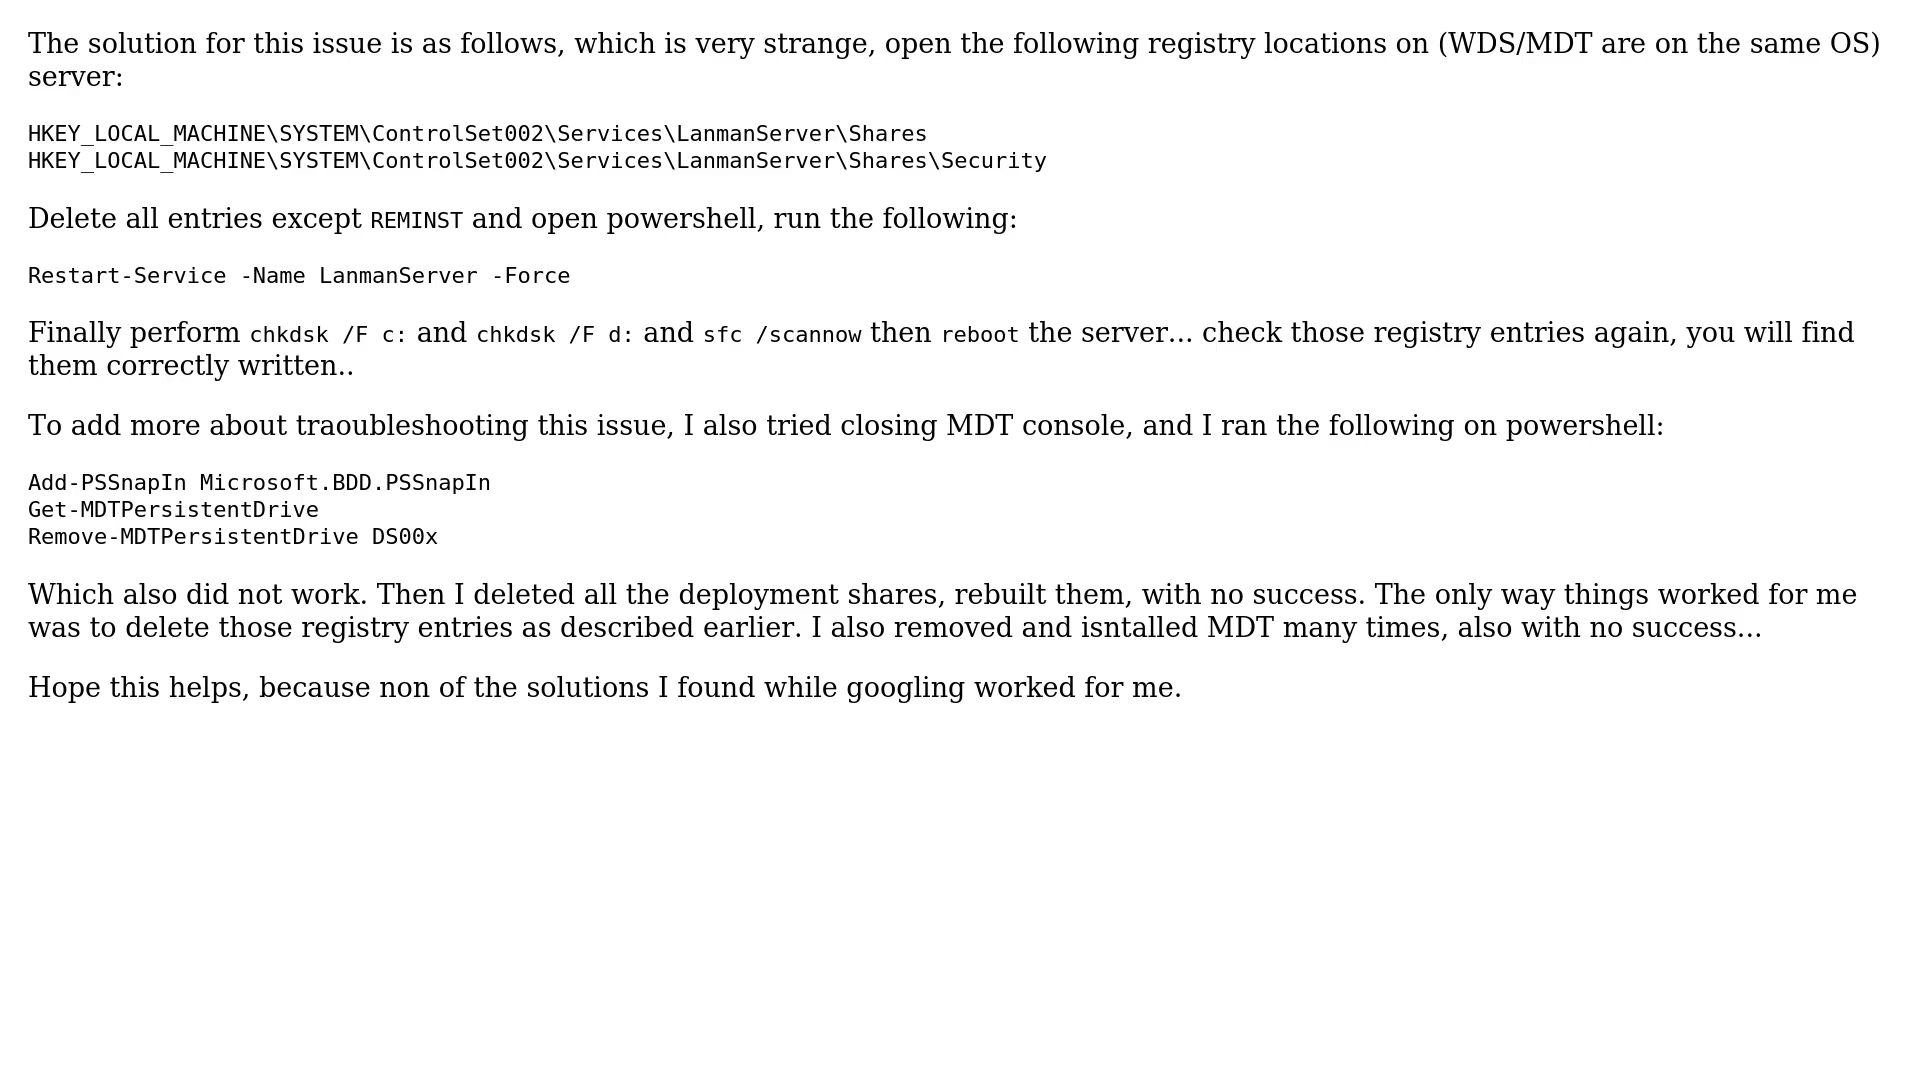 The solution for this issue is as follows, which is very strange, open the following registry locations on (WDS/MDT are on the same OS)
server:
HKEY_LOCAL_MACHINE\SYSTEM\ControlSet002\Services\LanmanServer\Shares
HKEY_LOCAL_MACHINE\SYSTEM\ControlSet002\Services\LanmanServer\Shares\Security
Delete all entries except REMINST and open powershell, run the following:
Restart-Service -Name LanmanServer -Force
Finally perform chkdsk /F c: and chkdsk /F d: and sfc /scannow then reboot the server... check those registry entries again, you will find
them correctly written..
To add more about traoubleshooting this issue, I also tried closing MDT console, and I ran the following on powershell:
Add-PSSnapIn Microsoft.BDD.PSSnapIn
Get-MDTPersistentDrive
Remove-MDTPersistentDrive DS00x
Which also did not work. Then I deleted all the deployment shares, rebuilt them, with no success. The only way things worked for me
was to delete those registry entries as described earlier. I also removed and isntalled MDT many times, also with no success...
Hope this helps, because non of the solutions I found while googling worked for me.